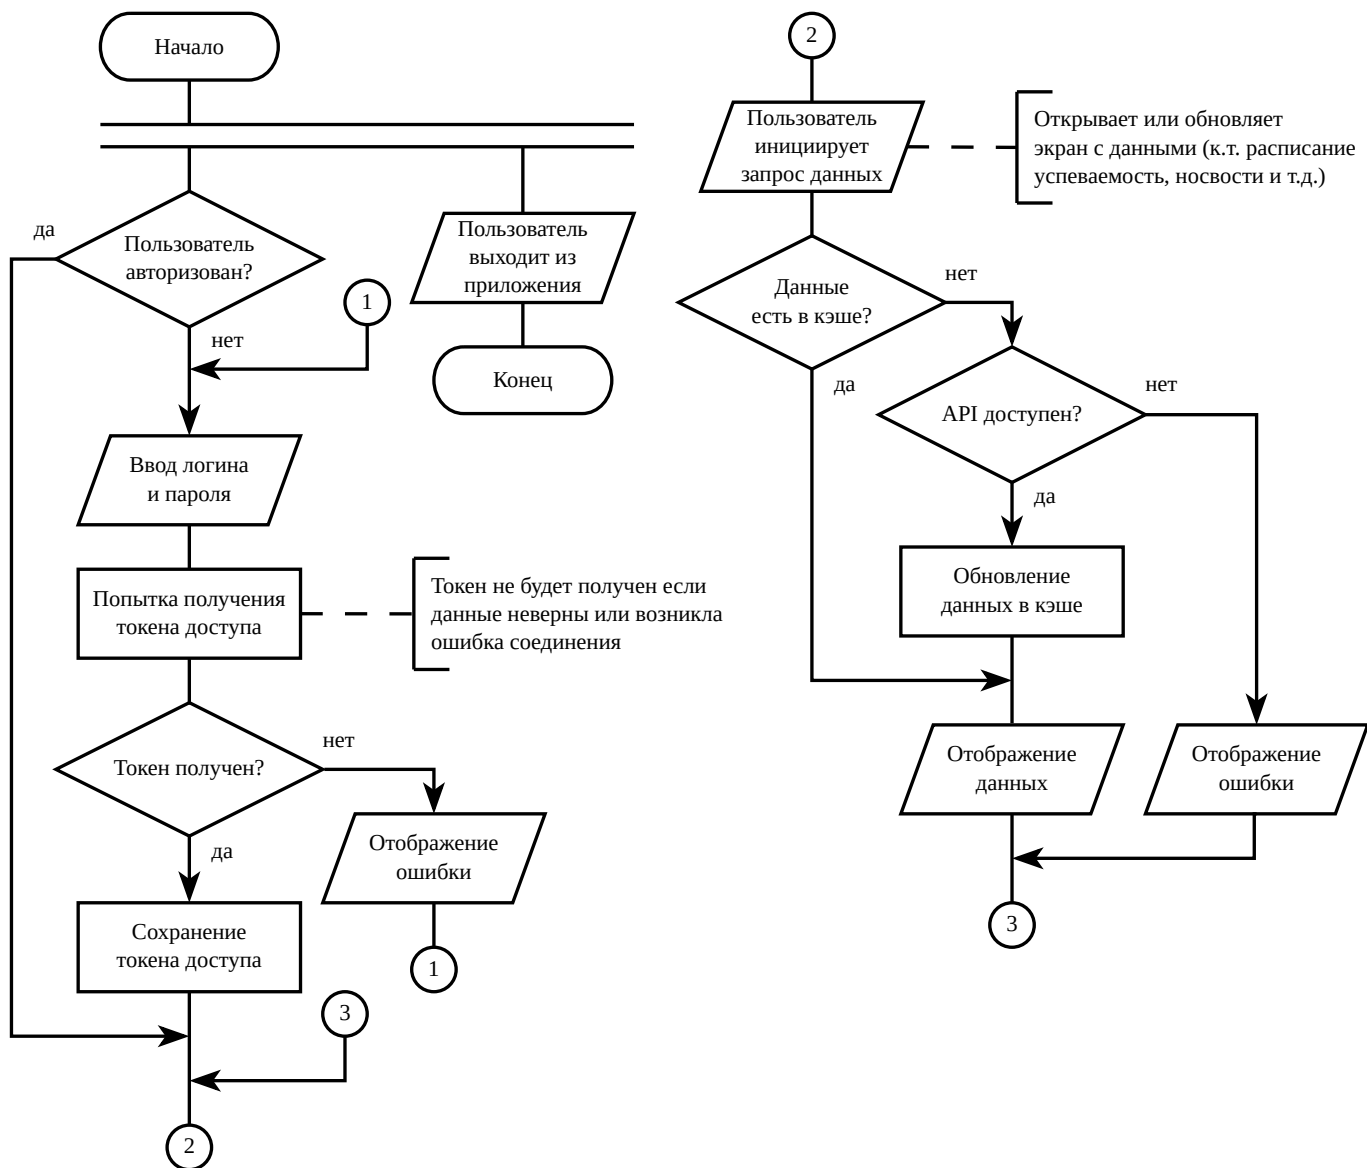 Начало
да
Пользователь
авторизован?
нет
1
Пользователь
выходит из
приложения
Конец
Ввод логина
и пароля
Попытка получения
токена доступа
Токен не будет получен если
данные неверны или возникла
ошибка соединения
Токен получен?
нет
да
Отображение
ошибки
1
Сохранение
токена доступа
3
2
2
Пользователь
инициирует
запрос данных
Открывает или обновляет
экран с данными (к.т. расписание
успеваемость, носвости и т.д.)
Данные
есть в кэше?
нет
да
API доступен?
нет
да
Обновление
данных в кэше
Отображение
данных
Отображение
ошибки
3